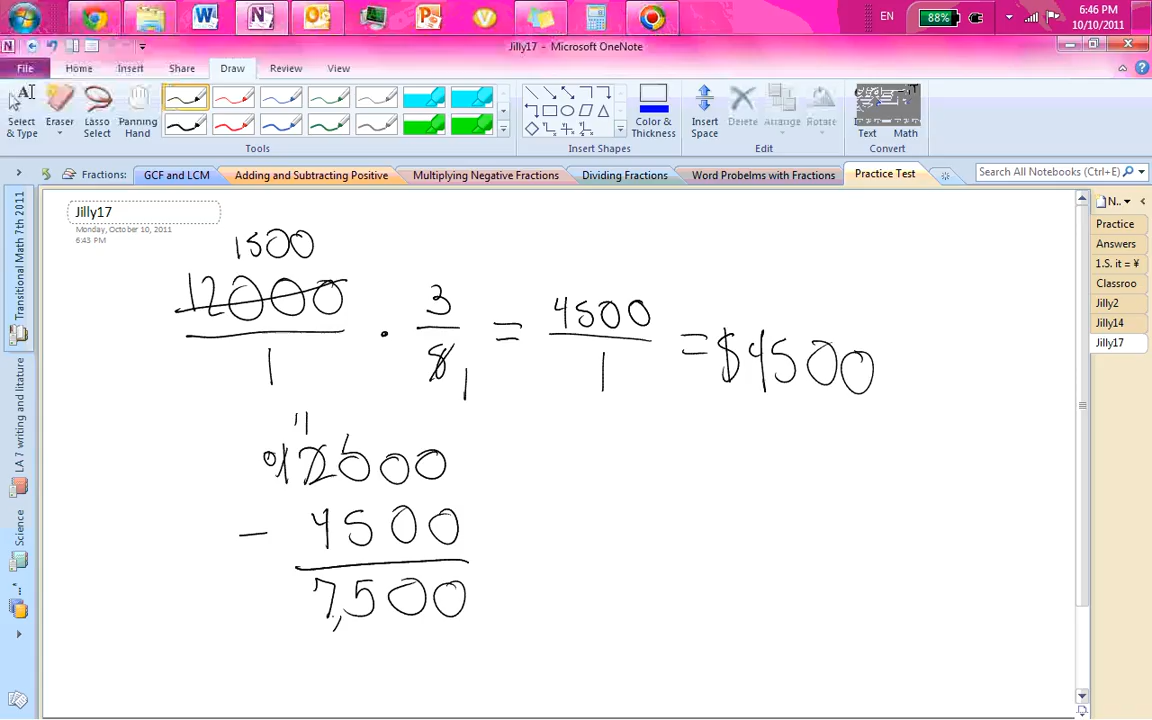 EN
88%
6:46 PM
10/10/2011
Jilly17 - Microsoft OneNote
File Home Insert Share Draw Review View
Select & Type
Eraser
Lasso Select
Panning Hand
Color & Thickness
Insert Space
Delete
Arrange
Rotate
Text
Math
Tools
Insert Shapes
Edit
Convert
Fractions: GCF and LCM Adding and Subtracting Positive Multiplying Negative Fractions Dividing Fractions Word Probelms with Fractions Practice Test
Search All Notebooks (Ctrl+E)
N..
Transitional Math 7th 2011
LA 7 writing and litature
Science
...
Jilly17
Monday, October 10, 2011
6:43 PM
1500
12000
1
·
3
8
1
=
4500
1
= $4500
11
0 1
12000
- 4500
7,500
Practice
Answers
1.S. it = ¥
Classroo
Jilly2
Jilly14
Jilly17